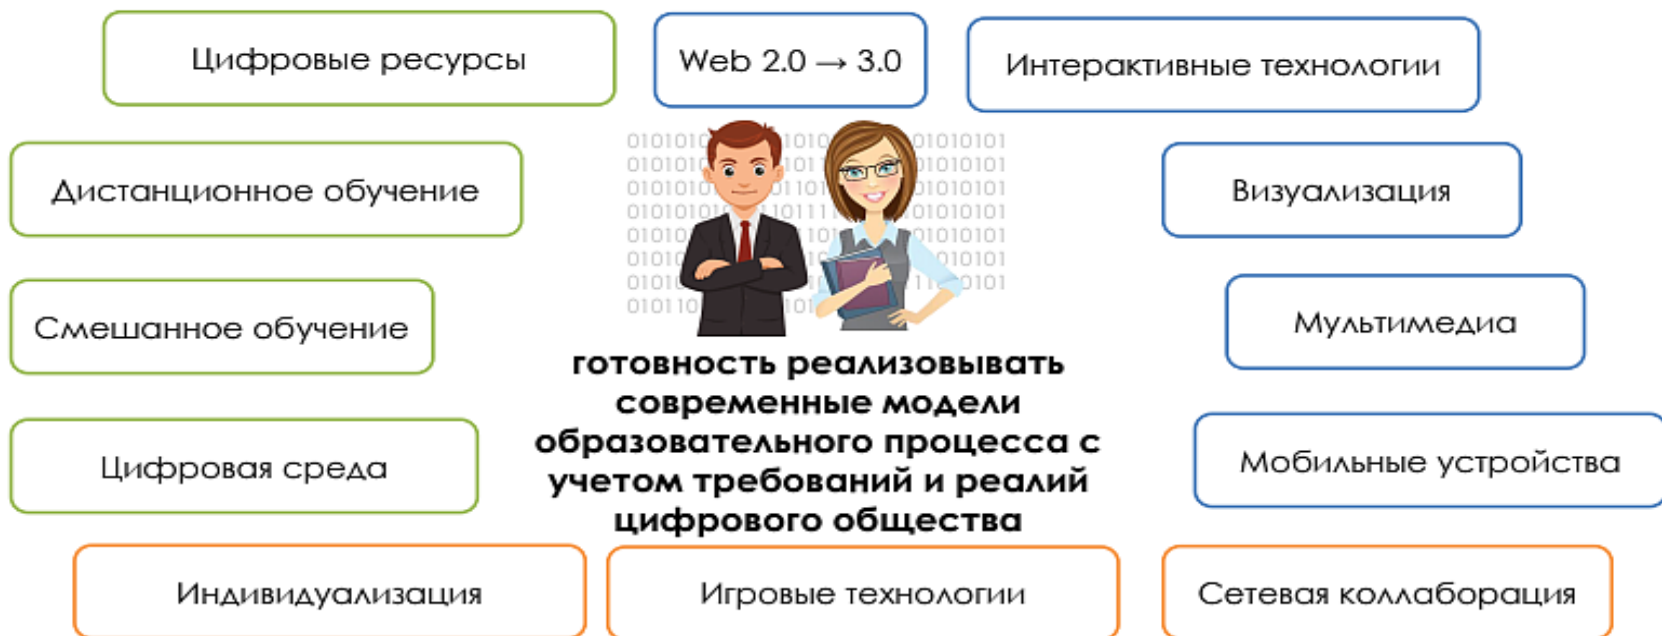 Цифровые ресурсы
Web 2.0 → 3.0
Интерактивные технологии
Дистанционное обучение
Визуализация
Смешанное обучение
Мультимедиа
готовность реализовывать
современные модели
образовательного процесса с
учетом требований и реалий
цифрового общества
Цифровая среда
Мобильные устройства
Индивидуализация
Игровые технологии
Сетевая коллаборация